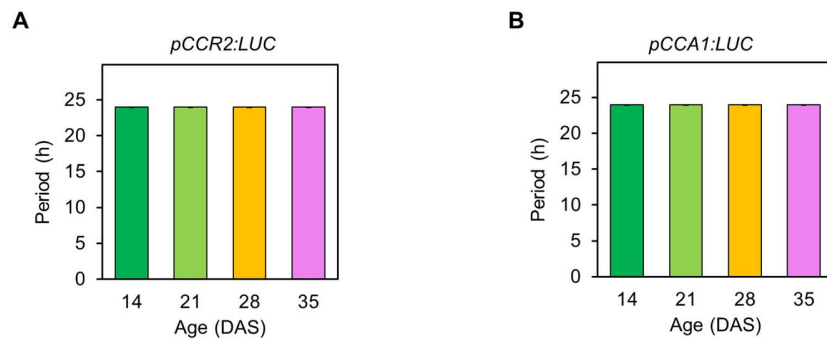 A
pCCR2:LUC
25
20
15
10
5
0
Period (h)
14 21 28 35
Age (DAS)
B
pCCA1:LUC
25
20
15
10
5
0
Period (h)
14 21 28 35
Age (DAS)